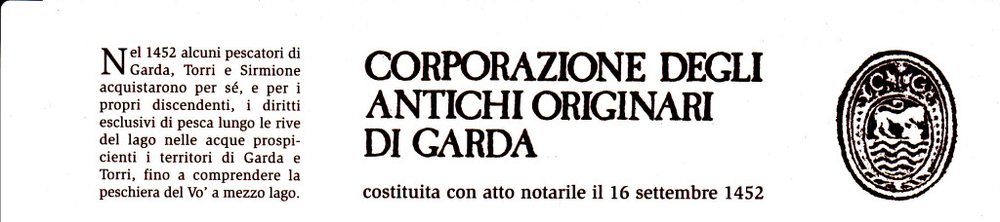 Nel 1452 alcuni pescatori di
Garda, Torri e Sirmione
acquistarono per sé, e per i
propri discendenti, i diritti
esclusivi di pesca lungo le rive
del lago nelle acque prospi-
cienti i territori di Garda e
Torri, fino a comprendere la
peschiera del Vo' a mezzo lago.
CORPORAZIONE DEGLI
ANTICHI ORIGINARI
DI GARDA
costituita con atto notarile il 16 settembre 1452
C G